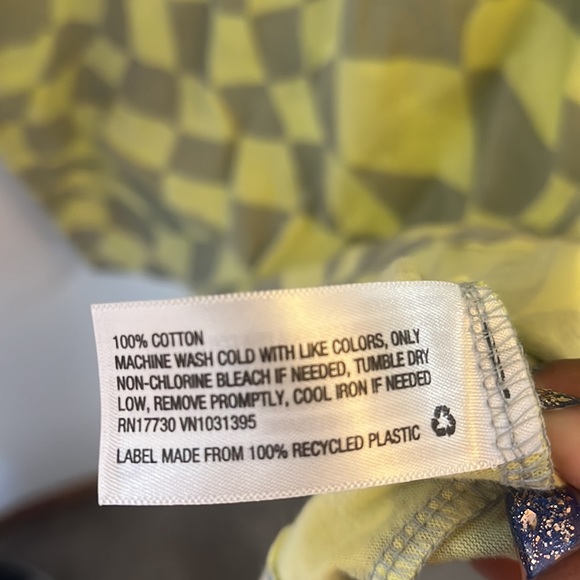 100% COTTON
MACHINE WASH COLD WITH LIKE COLORS, ONLY
NON-CHLORINE BLEACH IF NEEDED, TUMBLE DRY
LOW, REMOVE PROMPTLY, COOL IRON IF NEEDED
RN17730 VN1031395
LABEL MADE FROM 100% RECYCLED PLASTIC